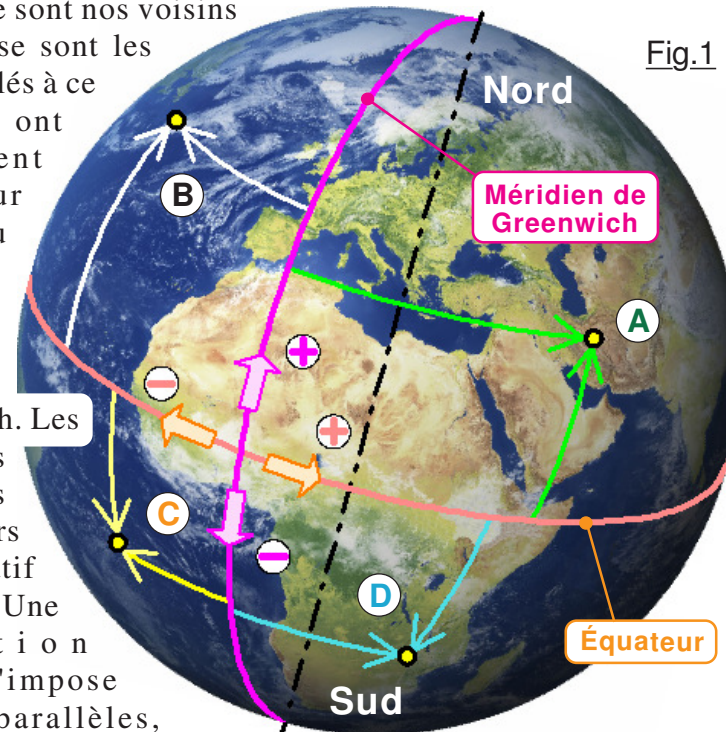 e sont nos voisins
se sont les
lés à ce
ont
ent
ur
u
h. Les
s
s
rs
tif
Une
tion
'impose
parallèles,
Fig.1
Nord
Méridien de
Greenwich
B
A
+
−
+
C
−
D
Équateur
Sud